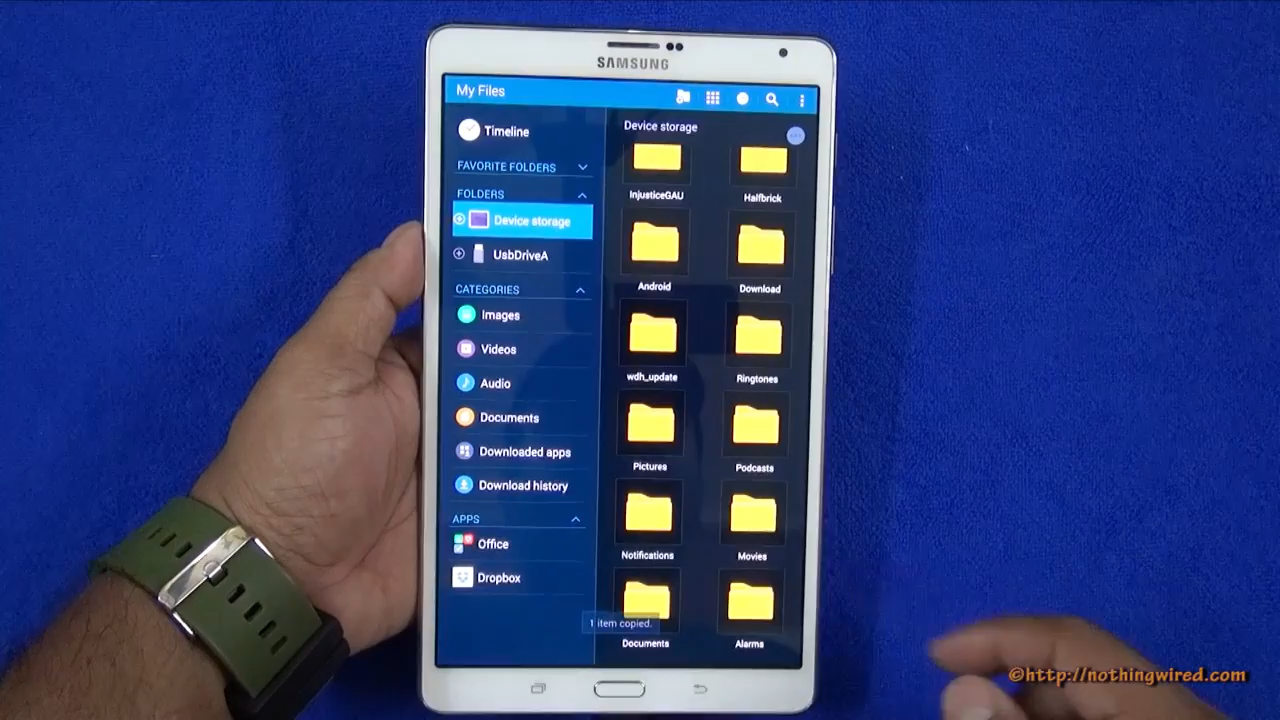 SAMSUNG
My Files
Timeline
FAVORITE FOLDERS
FOLDERS
Device storage
UsbDriveA
CATEGORIES
Images
Videos
Audio
Documents
Downloaded apps
Download history
APPS
Office
Dropbox
Device storage
InjusticeGAU
Halfbrick
Android
Download
wdh_update
Ringtones
Pictures
Podcasts
Notifications
Movies
Documents
Alarms
1 item copied.
©http://nothingwired.com